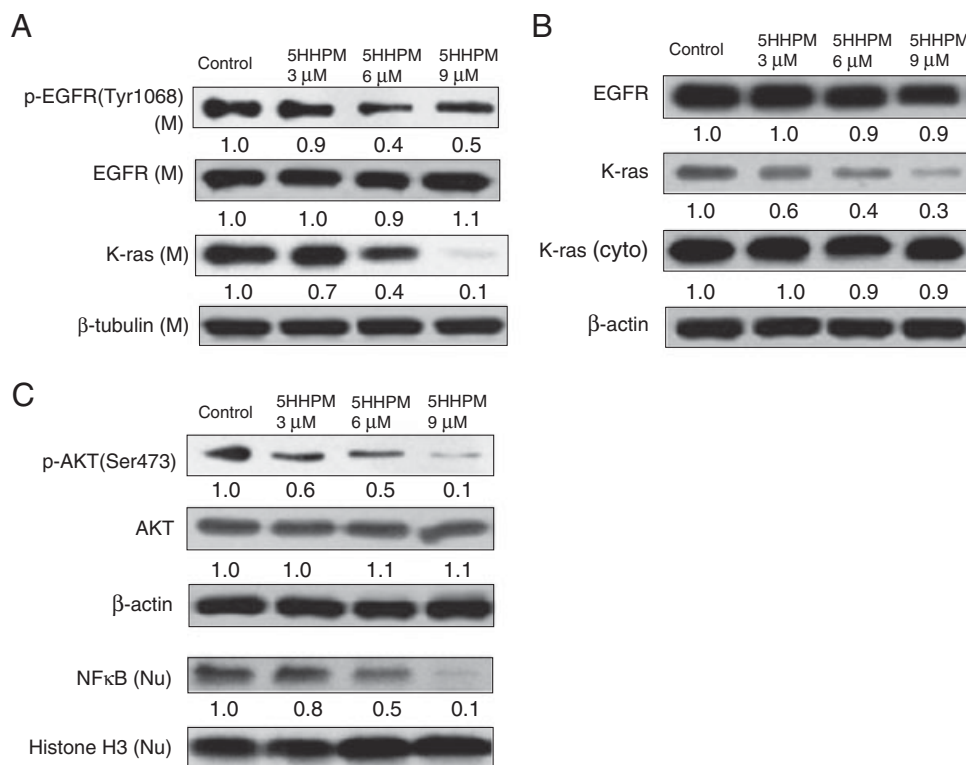 A
Control 5HHPM 5HHPM 5HHPM
3 μM 6 μM 9 μM
p-EGFR(Tyr1068)
(M)
1.0 0.9 0.4 0.5
EGFR (M)
1.0 1.0 0.9 1.1
K-ras (M)
1.0 0.7 0.4 0.1
β-tubulin (M)
B
Control 5HHPM 5HHPM 5HHPM
3 μM 6 μM 9 μM
EGFR
1.0 1.0 0.9 0.9
K-ras
1.0 0.6 0.4 0.3
K-ras (cyto)
1.0 1.0 0.9 0.9
β-actin
C
Control 5HHPM 5HHPM 5HHPM
3 μM 6 μM 9 μM
p-AKT(Ser473)
1.0 0.6 0.5 0.1
AKT
1.0 1.0 1.1 1.1
β-actin
NFκB (Nu)
1.0 0.8 0.5 0.1
Histone H3 (Nu)